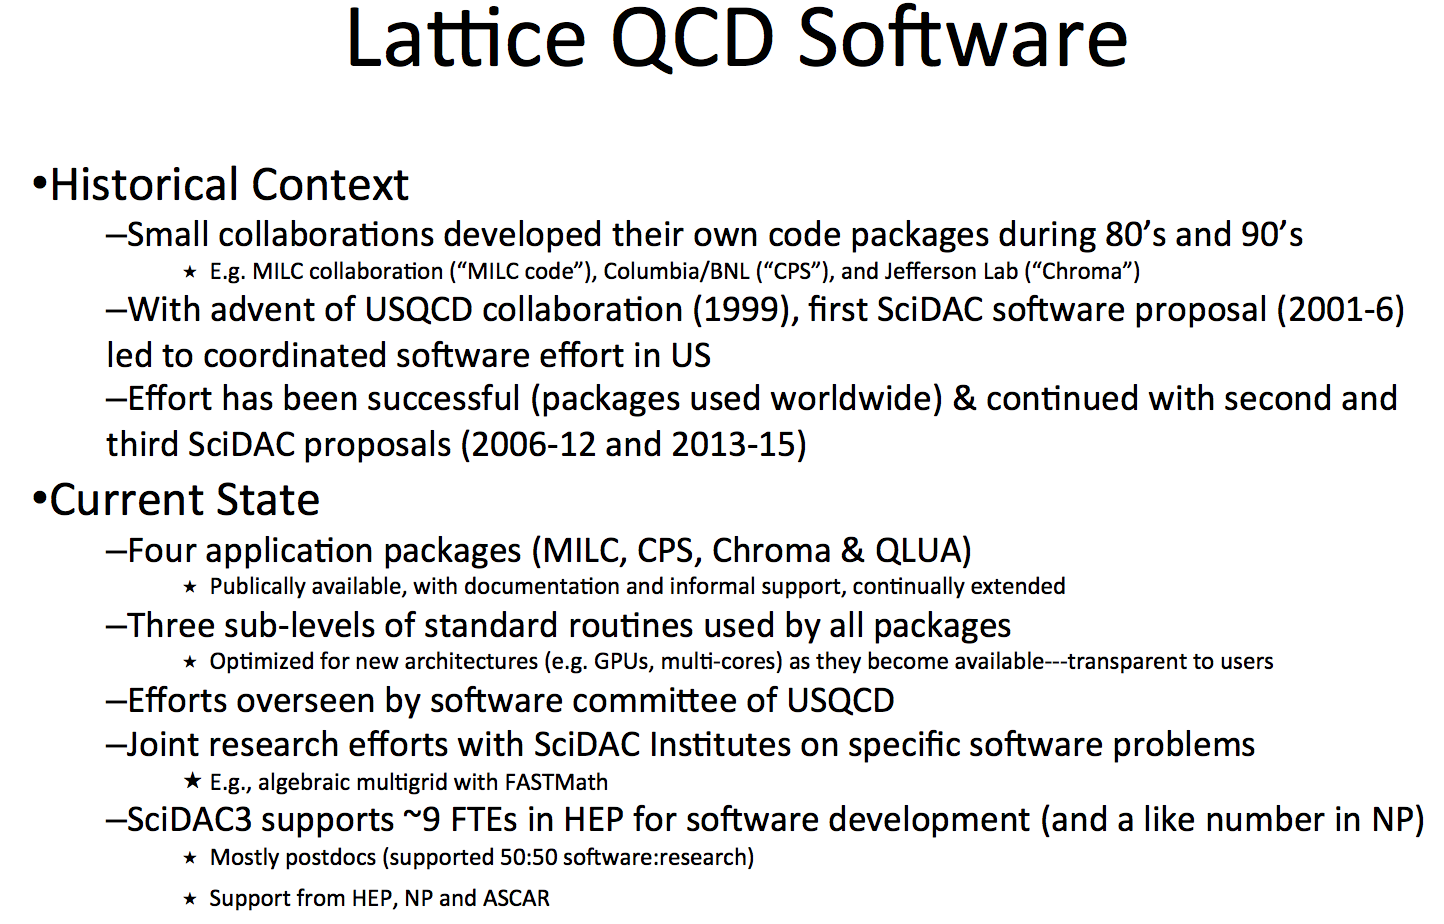 Lattice QCD Software
•Historical Context
–Small collaborations developed their own code packages during 80’s and 90’s
★ E.g. MILC collaboration (“MILC code”), Columbia/BNL (“CPS”), and Jefferson Lab (“Chroma”)
–With advent of USQCD collaboration (1999), first SciDAC software proposal (2001-6)
led to coordinated software effort in US
–Effort has been successful (packages used worldwide) & continued with second and
third SciDAC proposals (2006-12 and 2013-15)
•Current State
–Four application packages (MILC, CPS, Chroma & QLUA)
★ Publically available, with documentation and informal support, continually extended
–Three sub-levels of standard routines used by all packages
★ Optimized for new architectures (e.g. GPUs, multi-cores) as they become available---transparent to users
–Efforts overseen by software committee of USQCD
–Joint research efforts with SciDAC Institutes on specific software problems
★ E.g., algebraic multigrid with FASTMath
–SciDAC3 supports ~9 FTEs in HEP for software development (and a like number in NP)
★ Mostly postdocs (supported 50:50 software:research)
★ Support from HEP, NP and ASCAR